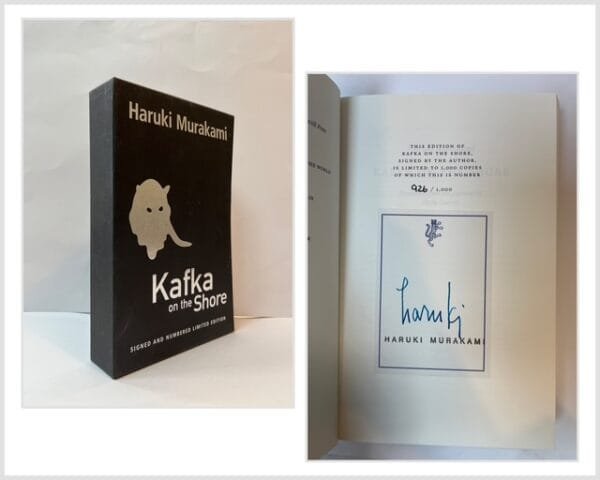 Haruki Murakami
Kafka
on the Shore
SIGNED AND NUMBERED LIMITED EDITION
THIS EDITION OF
KAFKA ON THE SHORE,
SIGNED BY THE AUTHOR,
IS LIMITED TO 1,000 COPIES
OF WHICH THIS IS NUMBER
926 / 1,000
haruki
HARUKI MURAKAMI